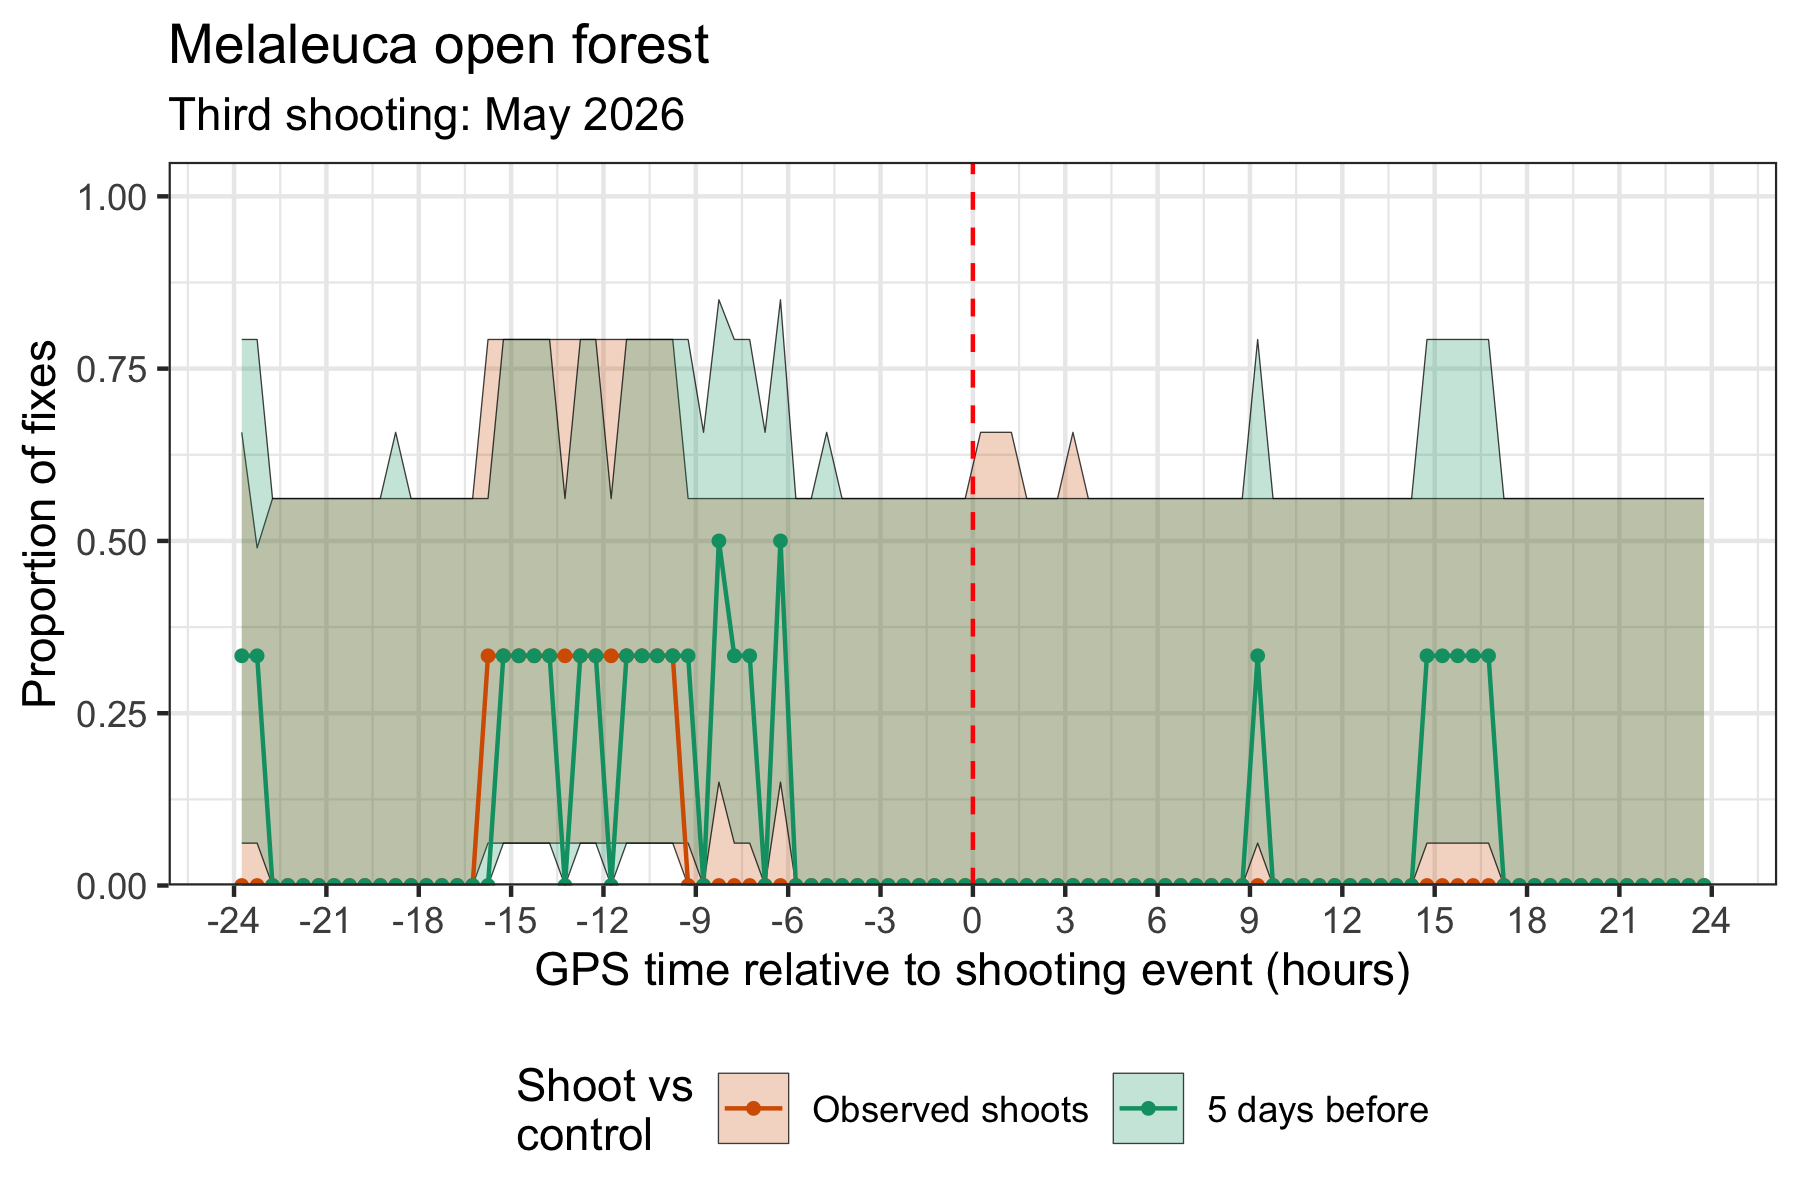 Melaleuca open forest
Third shooting: May 2026
Proportion of fixes
1.00
0.75
0.50
0.25
0.00
-24 -21 -18 -15 -12 -9 -6 -3 0 3 6 9 12 15 18 21 24
GPS time relative to shooting event (hours)
Shoot vs
control
Observed shoots
5 days before